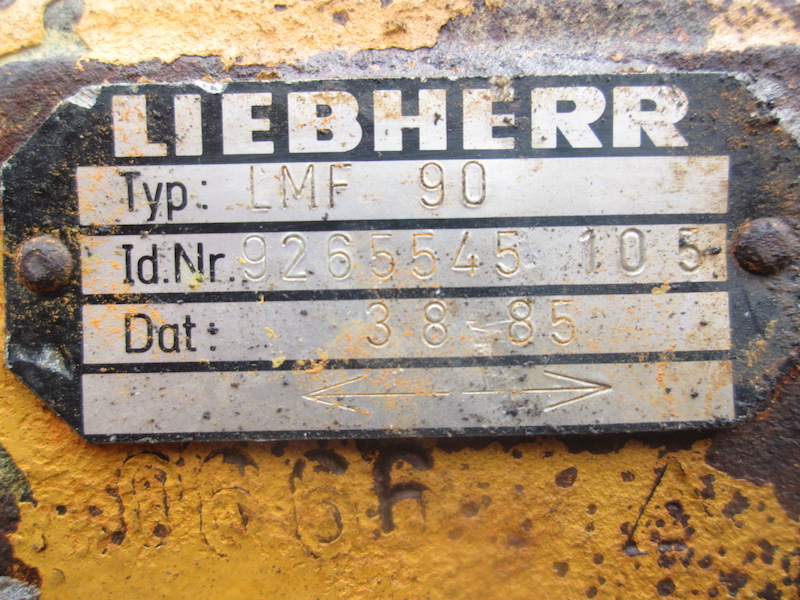 LIEBHERR
Typ: LMF 90
Id.Nr. 9265545 105
Dat: 38 85